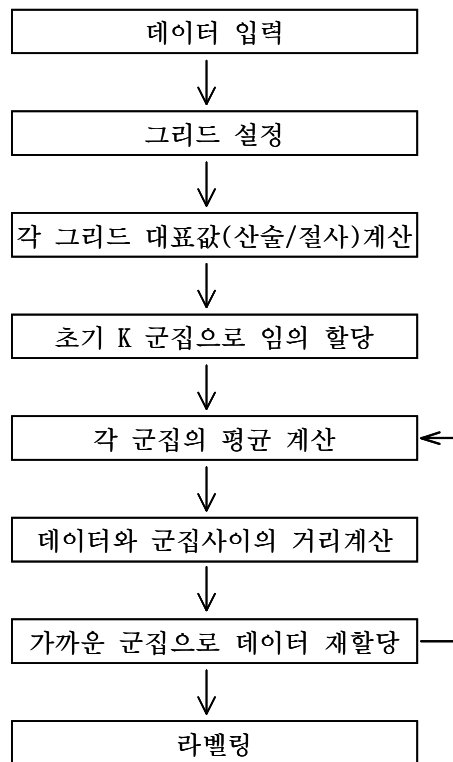 데이터 입력
그리드 설정
각 그리드 대표값(산술/절사)계산
초기 K 군집으로 임의 할당
각 군집의 평균 계산
데이터와 군집사이의 거리계산
가까운 군집으로 데이터 재할당
라벨링